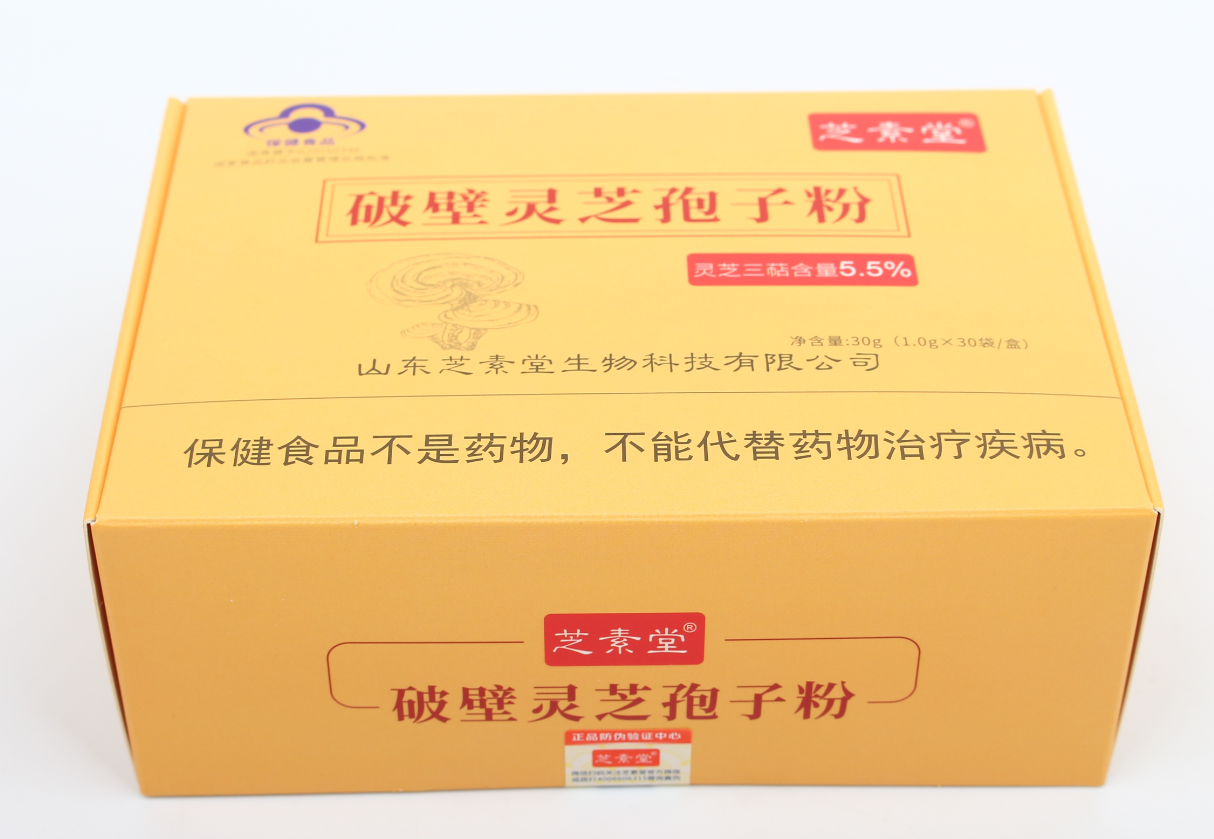 保健食品
芝素堂®
破壁灵芝孢子粉
灵芝三萜含量5.5%
净含量:30g（1.0g×30袋/盒）
山东芝素堂生物科技有限公司
保健食品不是药物，不能代替药物治疗疾病。
芝素堂®
破壁灵芝孢子粉
正品防伪验证中心
芝素堂®